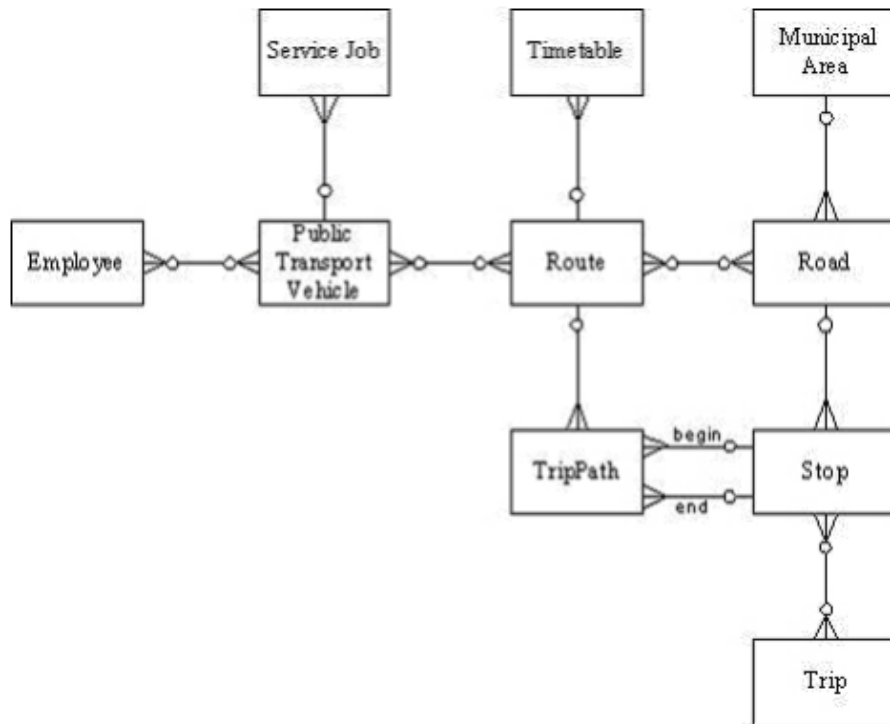 Service Job
Timetable
Municipal
Area
Employee
Public
Transport
Vehicle
Route
Road
TripPath
begin
end
Stop
Trip